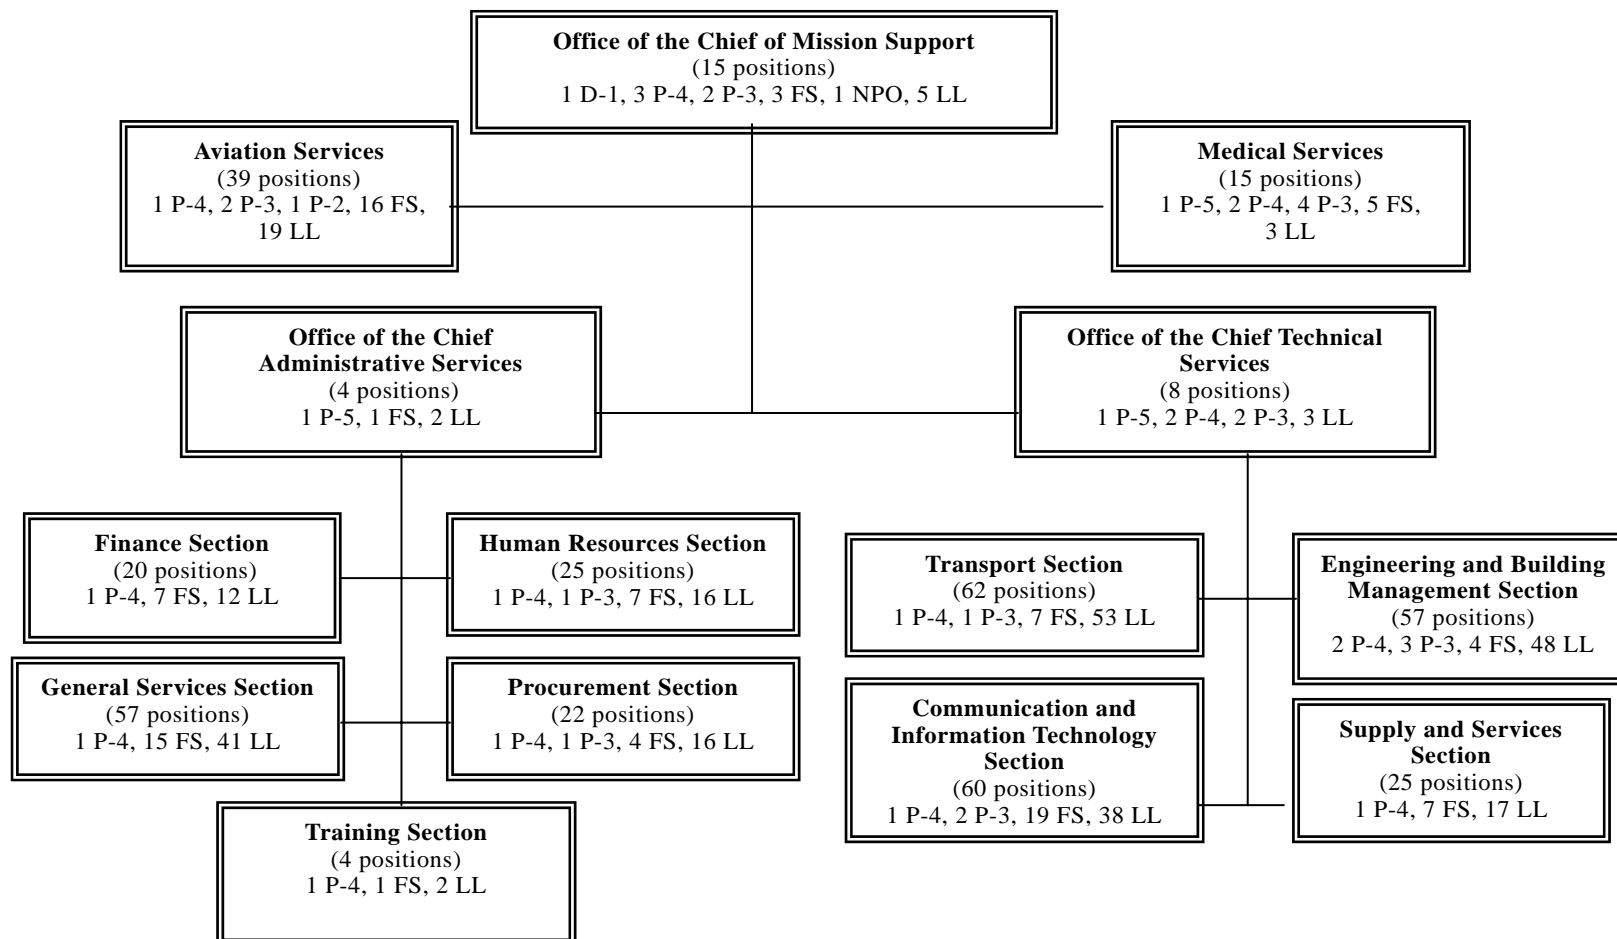 Office of the Chief of Mission Support
(15 positions)
1 D-1, 3 P-4, 2 P-3, 3 FS, 1 NPO, 5 LL
Aviation Services
(39 positions)
1 P-4, 2 P-3, 1 P-2, 16 FS,
19 LL
Medical Services
(15 positions)
1 P-5, 2 P-4, 4 P-3, 5 FS,
3 LL
Office of the Chief
Administrative Services
(4 positions)
1 P-5, 1 FS, 2 LL
Office of the Chief Technical
Services
(8 positions)
1 P-5, 2 P-4, 2 P-3, 3 LL
Finance Section
(20 positions)
1 P-4, 7 FS, 12 LL
Human Resources Section
(25 positions)
1 P-4, 1 P-3, 7 FS, 16 LL
Transport Section
(62 positions)
1 P-4, 1 P-3, 7 FS, 53 LL
Engineering and Building
Management Section
(57 positions)
2 P-4, 3 P-3, 4 FS, 48 LL
General Services Section
(57 positions)
1 P-4, 15 FS, 41 LL
Procurement Section
(22 positions)
1 P-4, 1 P-3, 4 FS, 16 LL
Communication and
Information Technology
Section
(60 positions)
1 P-4, 2 P-3, 19 FS, 38 LL
Supply and Services
Section
(25 positions)
1 P-4, 7 FS, 17 LL
Training Section
(4 positions)
1 P-4, 1 FS, 2 LL